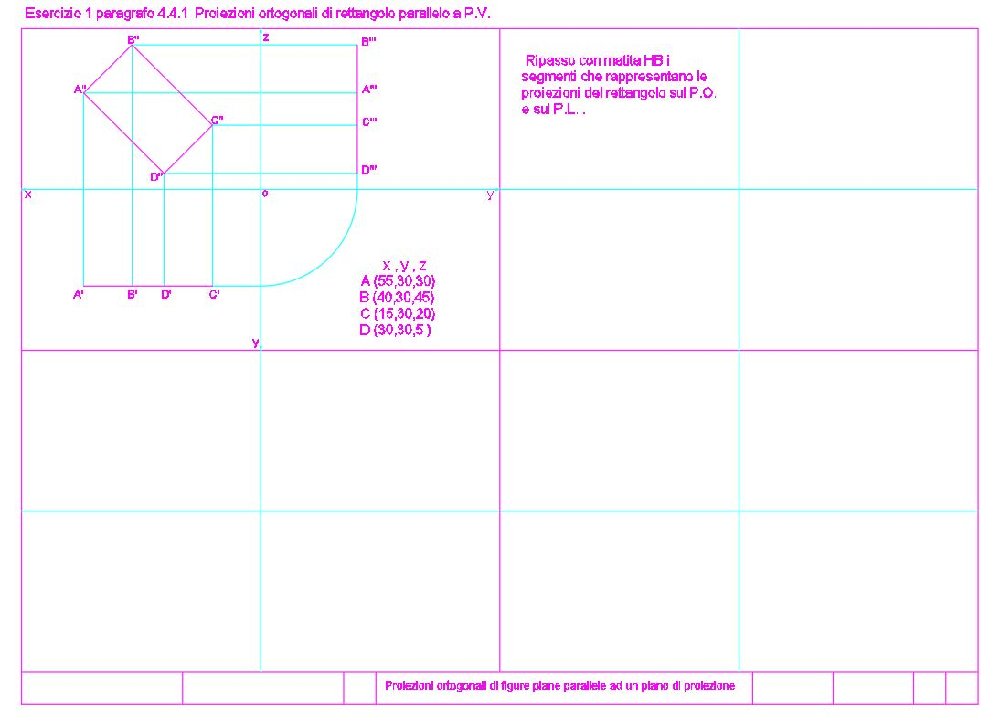 Esercizio 1 paragrafo 4.4.1 Proiezioni ortogonali di rettangolo parallelo a P.V.
B"
z
B'''
Ripasso con matita HB i
segmenti che rappresentano le
proiezioni del rettangolo sul P.O.
e sul P.L. .
A"
A'''
C"
C'''
D"
D'''
x
o
y
X , y , z
A (55,30,30)
B (40,30,45)
C (15,30,20)
D (30,30,5 )
A'
B'
D'
C'
y
Proiezioni ortogonali di figure piane parallele ad un piano di proiezione